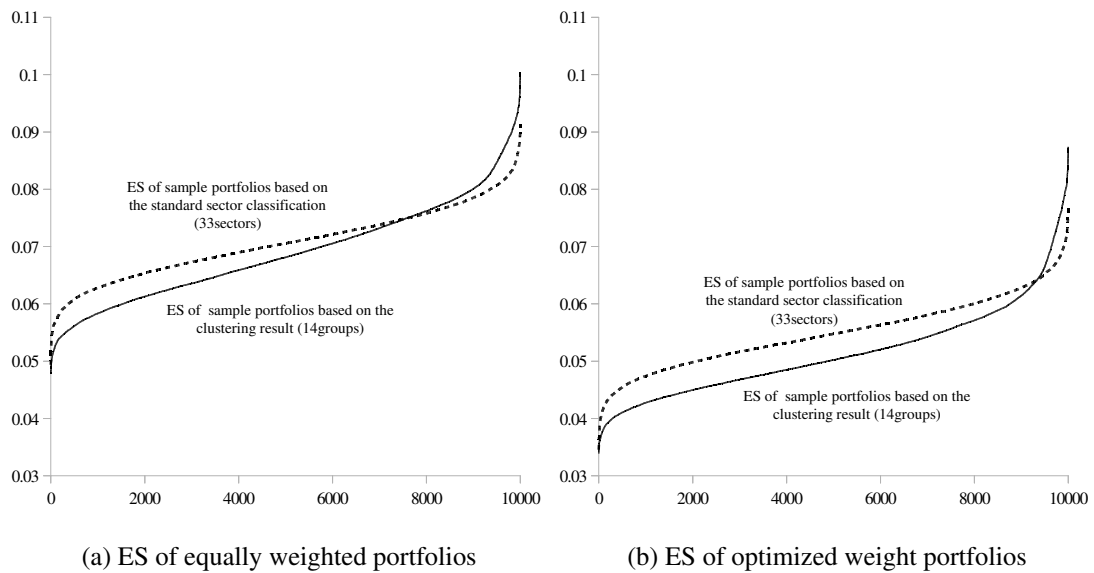 0.11
0.1
0.09
0.08
0.07
0.06
0.05
0.04
0.03
0 2000 4000 6000 8000 10000
ES of sample portfolios based on
the standard sector classification
(33sectors)
ES of sample portfolios based on the
clustering result (14groups)
(a) ES of equally weighted portfolios
0.11
0.1
0.09
0.08
0.07
0.06
0.05
0.04
0.03
0 2000 4000 6000 8000 10000
ES of sample portfolios based on
the standard sector classification
(33sectors)
ES of sample portfolios based on the
clustering result (14groups)
(b) ES of optimized weight portfolios